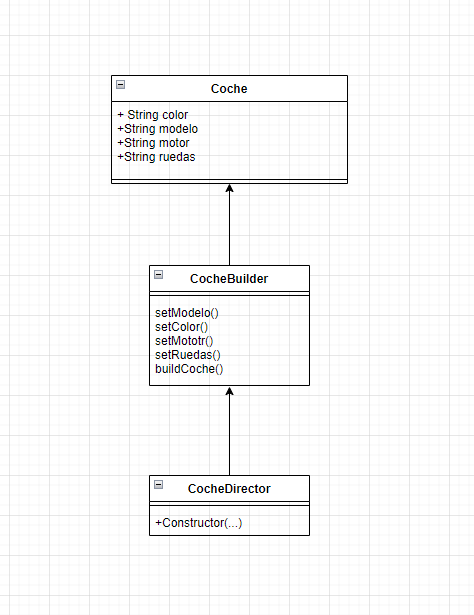 Coche
+ String color
+String modelo
+String motor
+String ruedas
CocheBuilder
setModelo()
setColor()
setMototr()
setRuedas()
buildCoche()
CocheDirector
+Constructor(...)